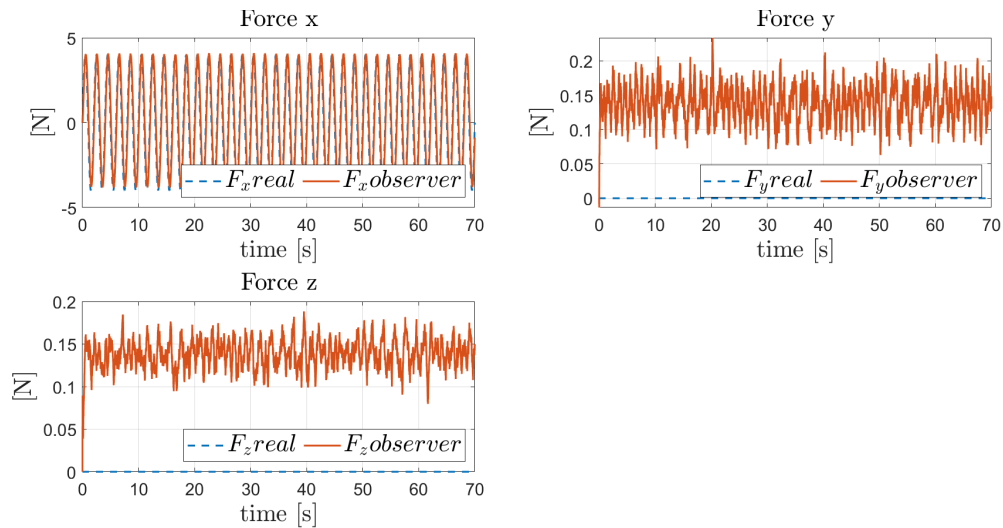 Force x
5
0
-5
[N]
F_x real F_x observer
0 10 20 30 40 50 60 70
time [s]
Force y
0.2
0.15
0.1
0.05
0
[N]
F_y real F_y observer
0 10 20 30 40 50 60 70
time [s]
Force z
0.2
0.15
0.1
0.05
0
[N]
F_z real F_z observer
0 10 20 30 40 50 60 70
time [s]